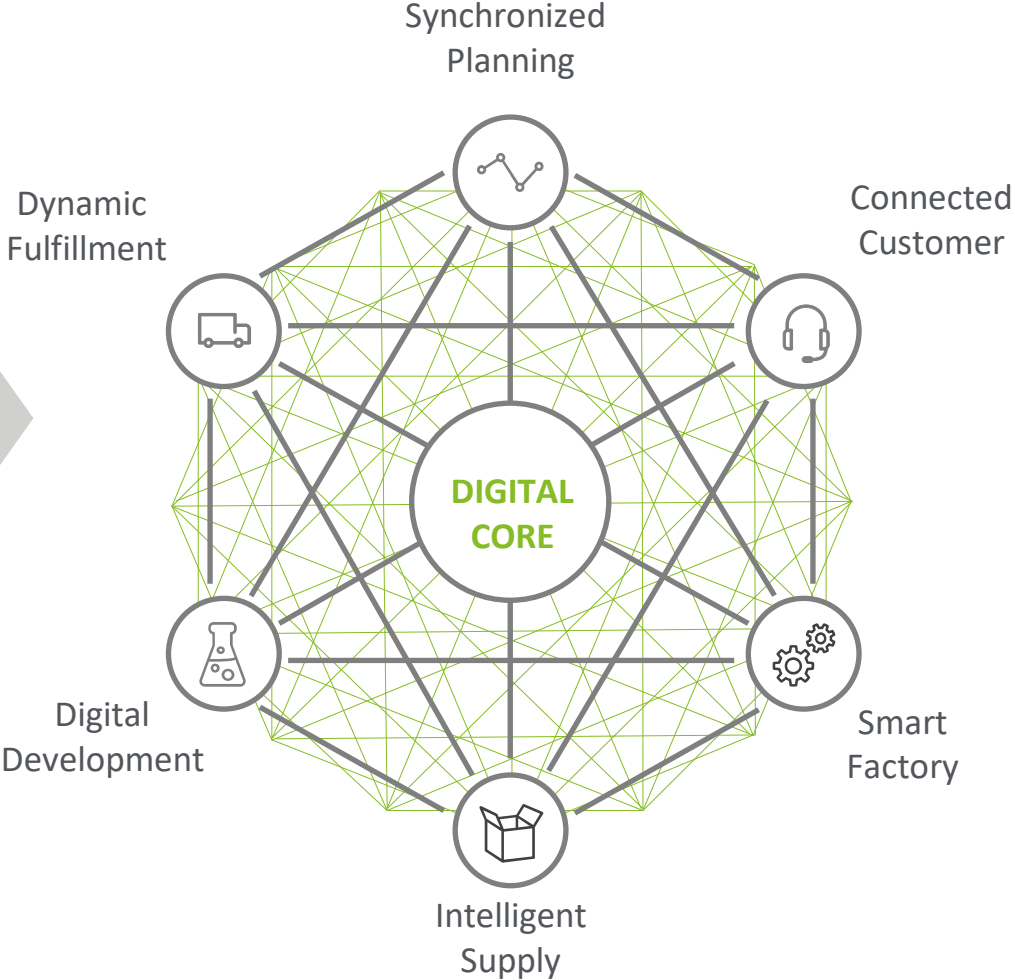 Synchronized
Planning
Dynamic
Fulfillment
Connected
Customer
DIGITAL
CORE
Digital
Development
Smart
Factory
Intelligent
Supply